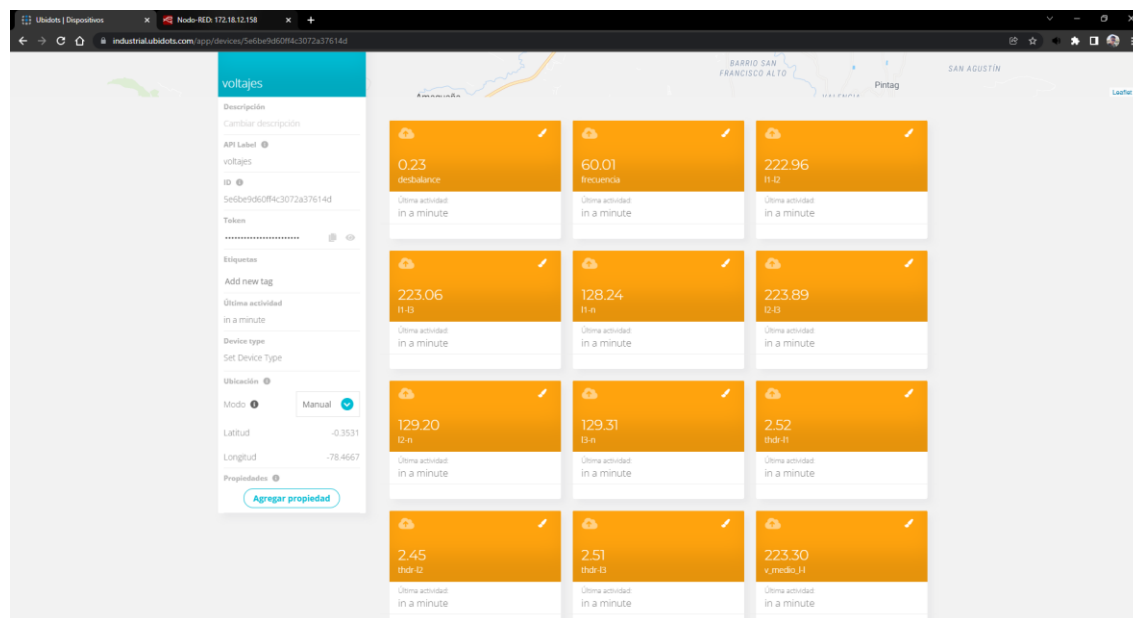 Ubidots | Dispositivos
Nodo-RED: 172.18.12.158
industrial.ubidots.com/app/devices/5e6be9d60ff4c3072a37614d
BARRIO SAN
FRANCISCO ALTO
SAN AGUSTÍN
Pintag
Leaflet
voltajes
Descripción
Cambiar descripción
API Label
voltajes
ID
5e6be9d60ff4c3072a37614d
Token
Etiquetas
Add new tag
Última actividad
in a minute
Device type
Set Device Type
Ubicación
Modo
Manual
Latitud
-0.3531
Longitud
-78.4667
Propiedades
Agregar propiedad
0.23
desbalance
Última actividad
in a minute
60.01
frecuencia
Última actividad
in a minute
222.96
l1-l2
Última actividad
in a minute
223.06
l1-l3
Última actividad
in a minute
128.24
l1-n
Última actividad
in a minute
223.89
l2-l3
Última actividad
in a minute
129.20
l2-n
Última actividad
in a minute
129.31
l3-n
Última actividad
in a minute
2.52
thdr-l1
Última actividad
in a minute
2.45
thdr-l2
Última actividad
in a minute
2.51
thdr-l3
Última actividad
in a minute
223.30
v_medio_l-l
Última actividad
in a minute